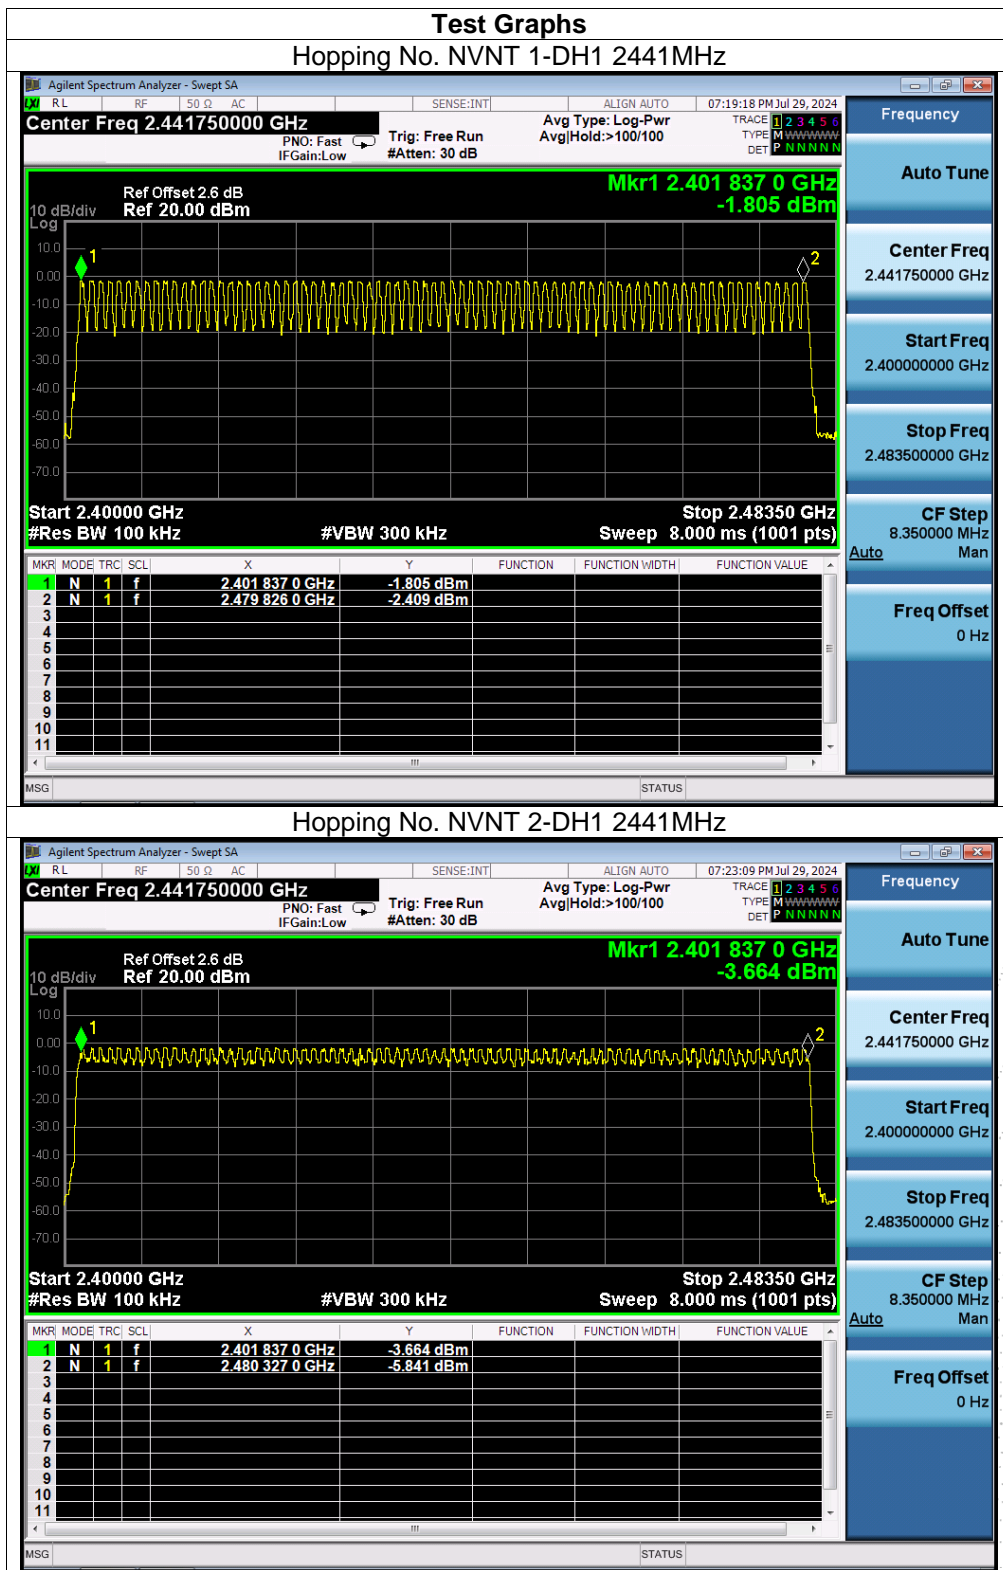 Test Graphs
Hopping No. NVNT 1-DH1 2441MHz
Agilent Spectrum Analyzer - Swept SA
LXI RL RF 50 Ω AC SENSE:INT ALIGN AUTO 07:19:18 PM Jul 29, 2024
Center Freq 2.441750000 GHz
PNO: Fast
IFGain:Low
Trig: Free Run
#Atten: 30 dB
Avg Type: Log-Pwr
Avg|Hold:>100/100
TRACE 1 2 3 4 5 6
TYPE M WWWWW
DET P N N N N N
Frequency
Auto Tune
Center Freq
2.441750000 GHz
Start Freq
2.400000000 GHz
Stop Freq
2.483500000 GHz
CF Step
8.350000 MHz
Auto Man
Freq Offset
0 Hz
Mkr1 2.401 837 0 GHz
-1.805 dBm
Ref Offset 2.6 dB
10 dB/div Ref 20.00 dBm
Log
10.0
0.00
-10.0
-20.0
-30.0
-40.0
-50.0
-60.0
-70.0
1
2
Start 2.40000 GHz Stop 2.48350 GHz
#Res BW 100 kHz #VBW 300 kHz Sweep 8.000 ms (1001 pts)
MKR MODE TRC SCL X Y FUNCTION FUNCTION WIDTH FUNCTION VALUE
1 N 1 f 2.401 837 0 GHz -1.805 dBm
2 N 1 f 2.479 826 0 GHz -2.409 dBm
3
4
5
6
7
8
9
10
11
MSG STATUS
Hopping No. NVNT 2-DH1 2441MHz
Agilent Spectrum Analyzer - Swept SA
LXI RL RF 50 Ω AC SENSE:INT ALIGN AUTO 07:23:09 PM Jul 29, 2024
Center Freq 2.441750000 GHz
PNO: Fast
IFGain:Low
Trig: Free Run
#Atten: 30 dB
Avg Type: Log-Pwr
Avg|Hold:>100/100
TRACE 1 2 3 4 5 6
TYPE M WWWWW
DET P N N N N N
Frequency
Auto Tune
Center Freq
2.441750000 GHz
Start Freq
2.400000000 GHz
Stop Freq
2.483500000 GHz
CF Step
8.350000 MHz
Auto Man
Freq Offset
0 Hz
Mkr1 2.401 837 0 GHz
-3.664 dBm
Ref Offset 2.6 dB
10 dB/div Ref 20.00 dBm
Log
10.0
0.00
-10.0
-20.0
-30.0
-40.0
-50.0
-60.0
-70.0
1
2
Start 2.40000 GHz Stop 2.48350 GHz
#Res BW 100 kHz #VBW 300 kHz Sweep 8.000 ms (1001 pts)
MKR MODE TRC SCL X Y FUNCTION FUNCTION WIDTH FUNCTION VALUE
1 N 1 f 2.401 837 0 GHz -3.664 dBm
2 N 1 f 2.480 327 0 GHz -5.841 dBm
3
4
5
6
7
8
9
10
11
MSG STATUS